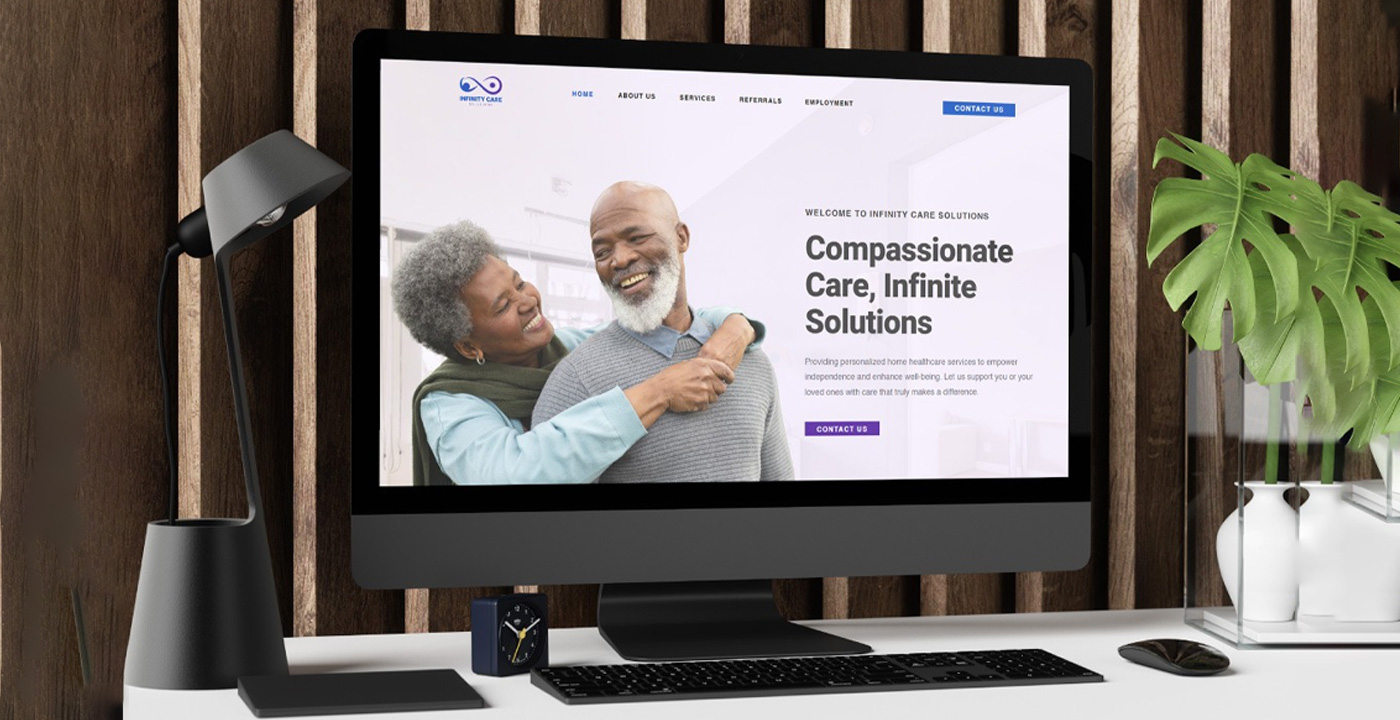 INFINITY CARE
HOME
ABOUT US
SERVICES
REFERRALS
EMPLOYMENT
CONTACT US
WELCOME TO INFINITY CARE SOLUTIONS
Compassionate
Care, Infinite
Solutions
Providing personalized home healthcare services to empower
independence and enhance well-being. Let us support you or your
loved ones with care that truly makes a difference.
CONTACT US